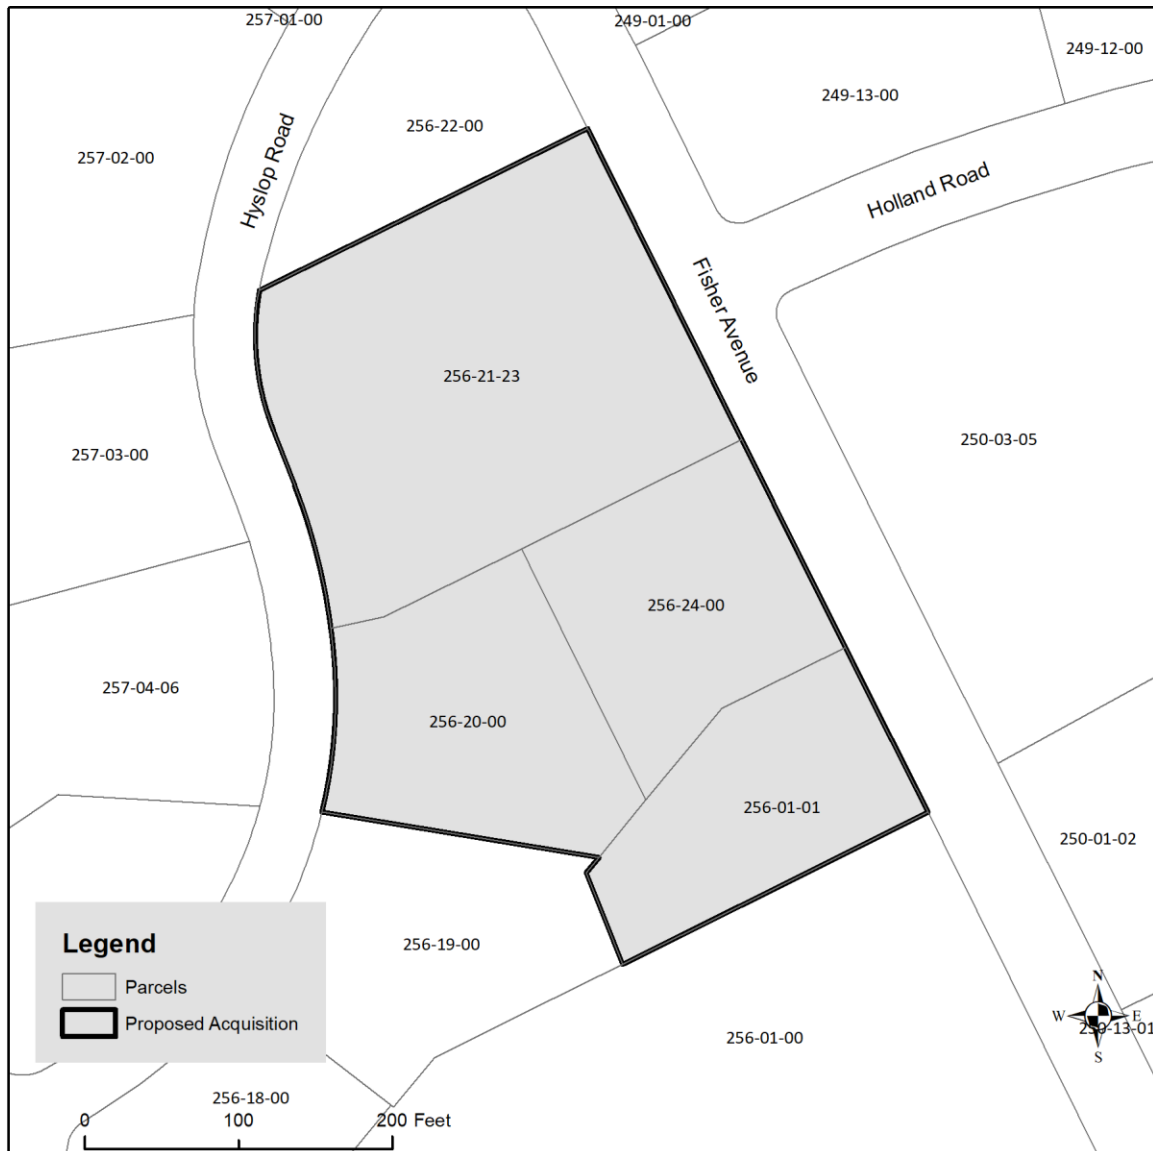 257-01-00
249-01-00
249-12-00
249-13-00
256-22-00
257-02-00
Hyslop Road
Holland Road
Fisher Avenue
256-21-23
250-03-05
257-03-00
256-24-00
257-04-06
256-20-00
256-01-01
250-01-02
256-19-00
Legend
Parcels
Proposed Acquisition
N
W
E
S
250-13-01
256-01-00
256-18-00
0
100
200 Feet